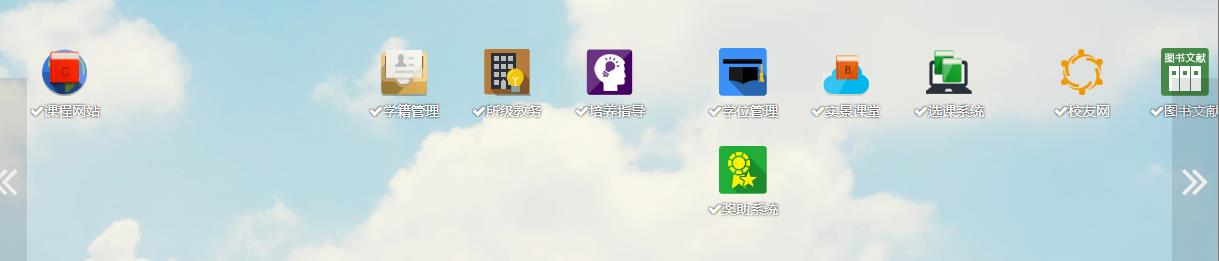 C
课程网站
学籍管理
所级教务
培养指导
学位管理
B
实景课堂
选课系统
校友网
图书文献
图书文献
奖助系统